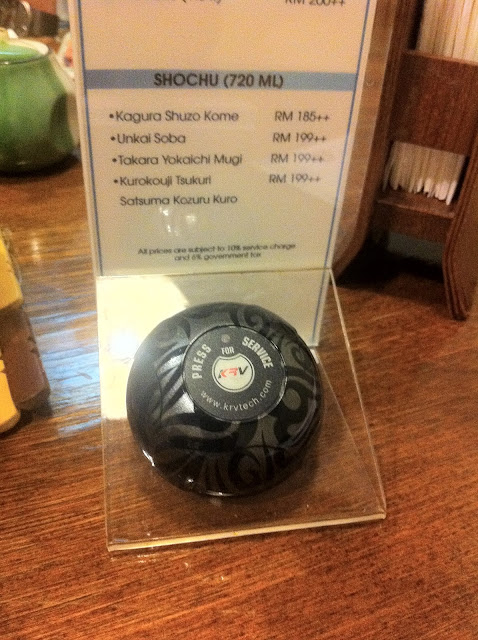 RM 200++
SHOCHU (720 ML)
•Kagura Shuzo Kome RM 185++
•Unkai Soba RM 199++
•Takara Yokaichi Mugi RM 199++
•Kurokouji Tsukuri RM 199++
Satsuma Kozuru Kuro
All prices are subject to 10% service charge
and 6% government tax
PRESS FOR SERVICE
KRV
www.krvtech.com